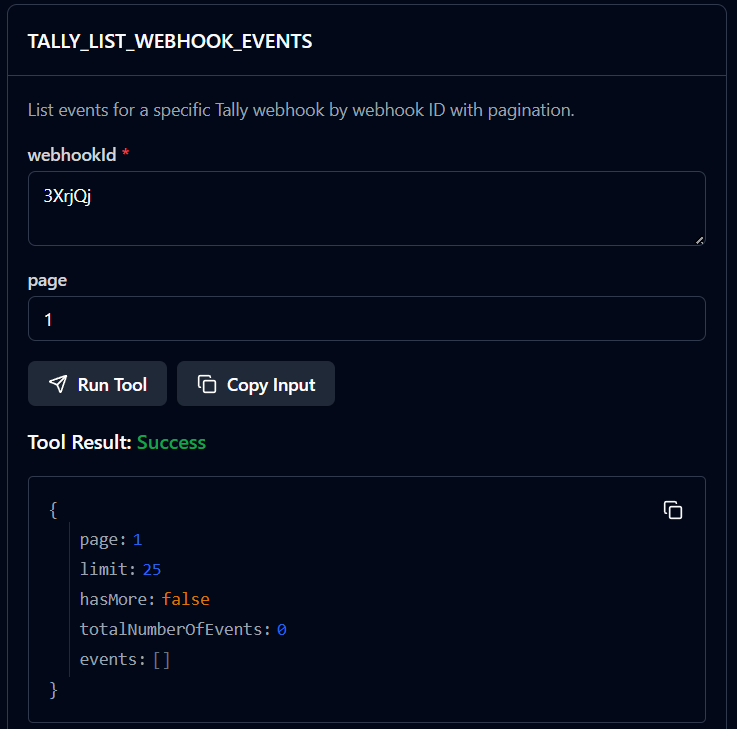 TALLY_LIST_WEBHOOK_EVENTS
List events for a specific Tally webhook by webhook ID with pagination.
webhookId *
3XrjQj
page
1
Run Tool
Copy Input
Tool Result: Success
{
page: 1
limit: 25
hasMore: false
totalNumberOfEvents: 0
events: []
}